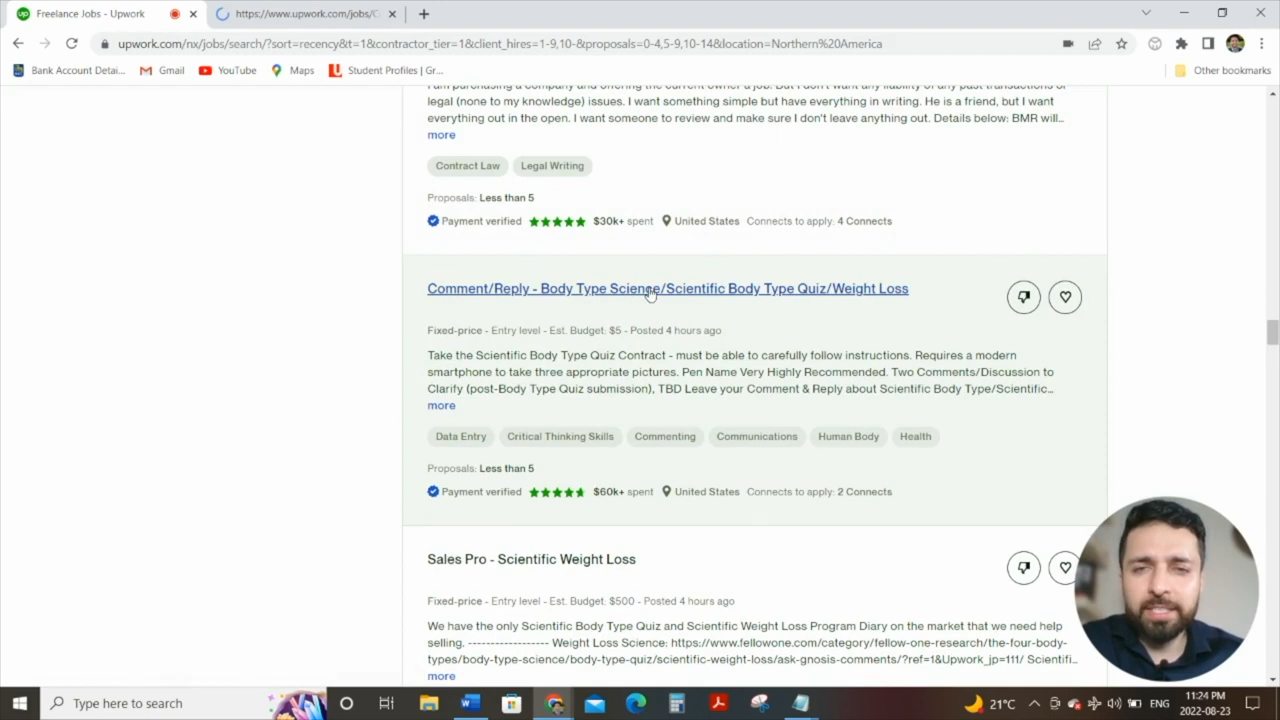 Freelance Jobs - Upwork
https://www.upwork.com/jobs/C
upwork.com/nx/jobs/search/?sort=recency&t=1&contractor_tier=1&client_hires=1-9,10-&proposals=0-4,5-9,10-14&location=Northern%20America
Bank Account Detai...
Gmail
YouTube
Maps
Student Profiles | Gr...
Other bookmarks
I am purchasing a company and offering the current owner a job. But I don't want any liability of any past transactions or
legal (none to my knowledge) issues. I want something simple but have everything in writing. He is a friend, but I want
everything out in the open. I want someone to review and make sure I don't leave anything out. Details below: BMR will...
more
Contract Law
Legal Writing
Proposals: Less than 5
Payment verified $30k+ spent United States Connects to apply: 4 Connects
Comment/Reply - Body Type Science/Scientific Body Type Quiz/Weight Loss
Fixed-price - Entry level - Est. Budget: $5 - Posted 4 hours ago
Take the Scientific Body Type Quiz Contract - must be able to carefully follow instructions. Requires a modern
smartphone to take three appropriate pictures. Pen Name Very Highly Recommended. Two Comments/Discussion to
Clarify (post-Body Type Quiz submission), TBD Leave your Comment & Reply about Scientific Body Type/Scientific...
more
Data Entry
Critical Thinking Skills
Commenting
Communications
Human Body
Health
Proposals: Less than 5
Payment verified $60k+ spent United States Connects to apply: 2 Connects
Sales Pro - Scientific Weight Loss
Fixed-price - Entry level - Est. Budget: $500 - Posted 4 hours ago
We have the only Scientific Body Type Quiz and Scientific Weight Loss Program Diary on the market that we need help
selling. ----------------- Weight Loss Science: https://www.fellowone.com/category/fellow-one-research/the-four-body-
types/body-type-science/body-type-quiz/scientific-weight-loss/ask-gnosis-comments/?ref=1&Upwork_jp=111/ Scientifi...
more
Type here to search
21°C
ENG
11:24 PM
2022-08-23